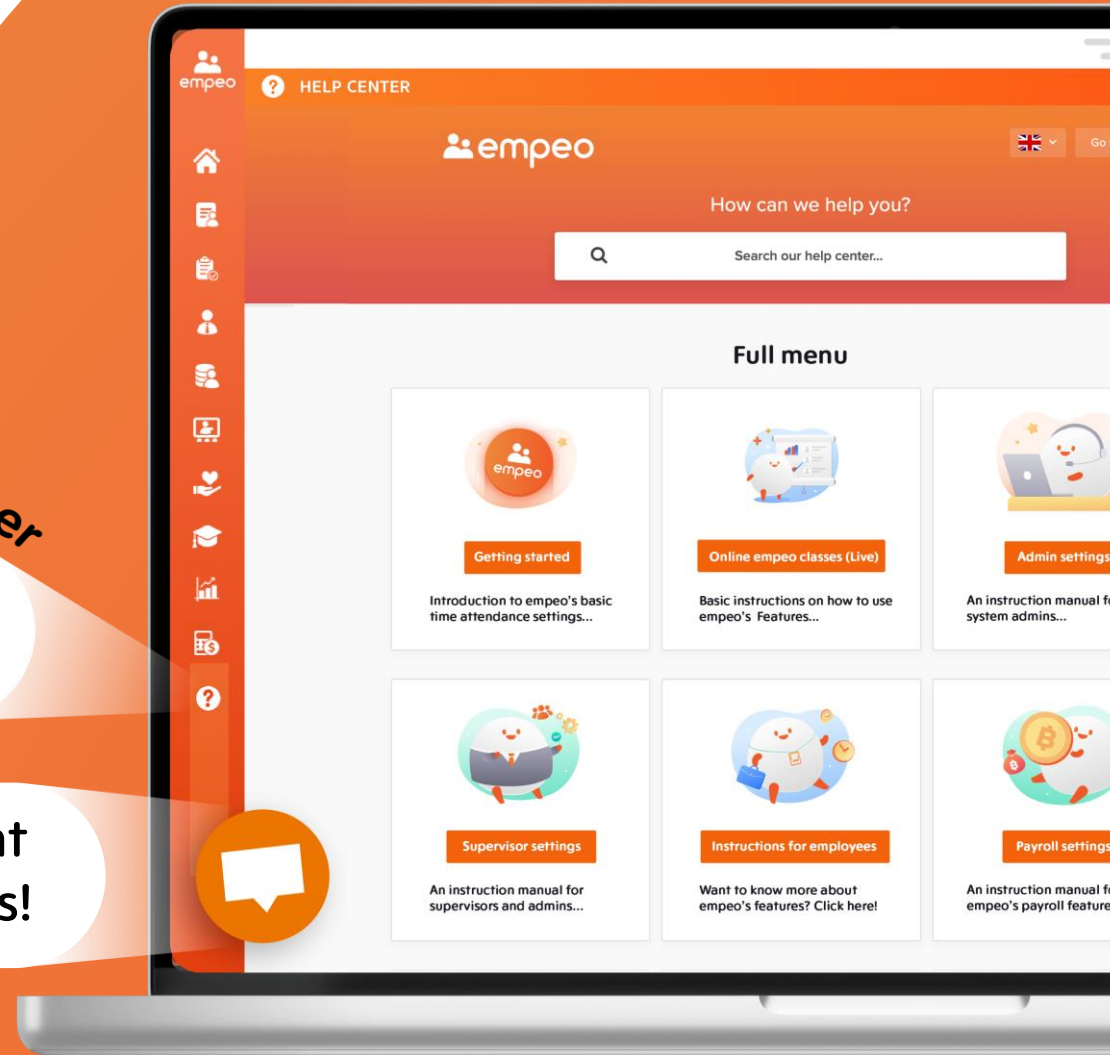 empeo
HELP CENTER
empeo
Go
How can we help you?
Search our help center...
Full menu
empeo
Getting started
Introduction to empeo's basic
time attendance settings...
Online empeo classes (Live)
Basic instructions on how to use
empeo's Features...
Admin settings
An instruction manual f
system admins...
Supervisor settings
An instruction manual for
supervisors and admins...
Instructions for employees
Want to know more about
empeo's features? Click here!
Payroll settings
An instruction manual f
empeo's payroll feature
er
nt
s!